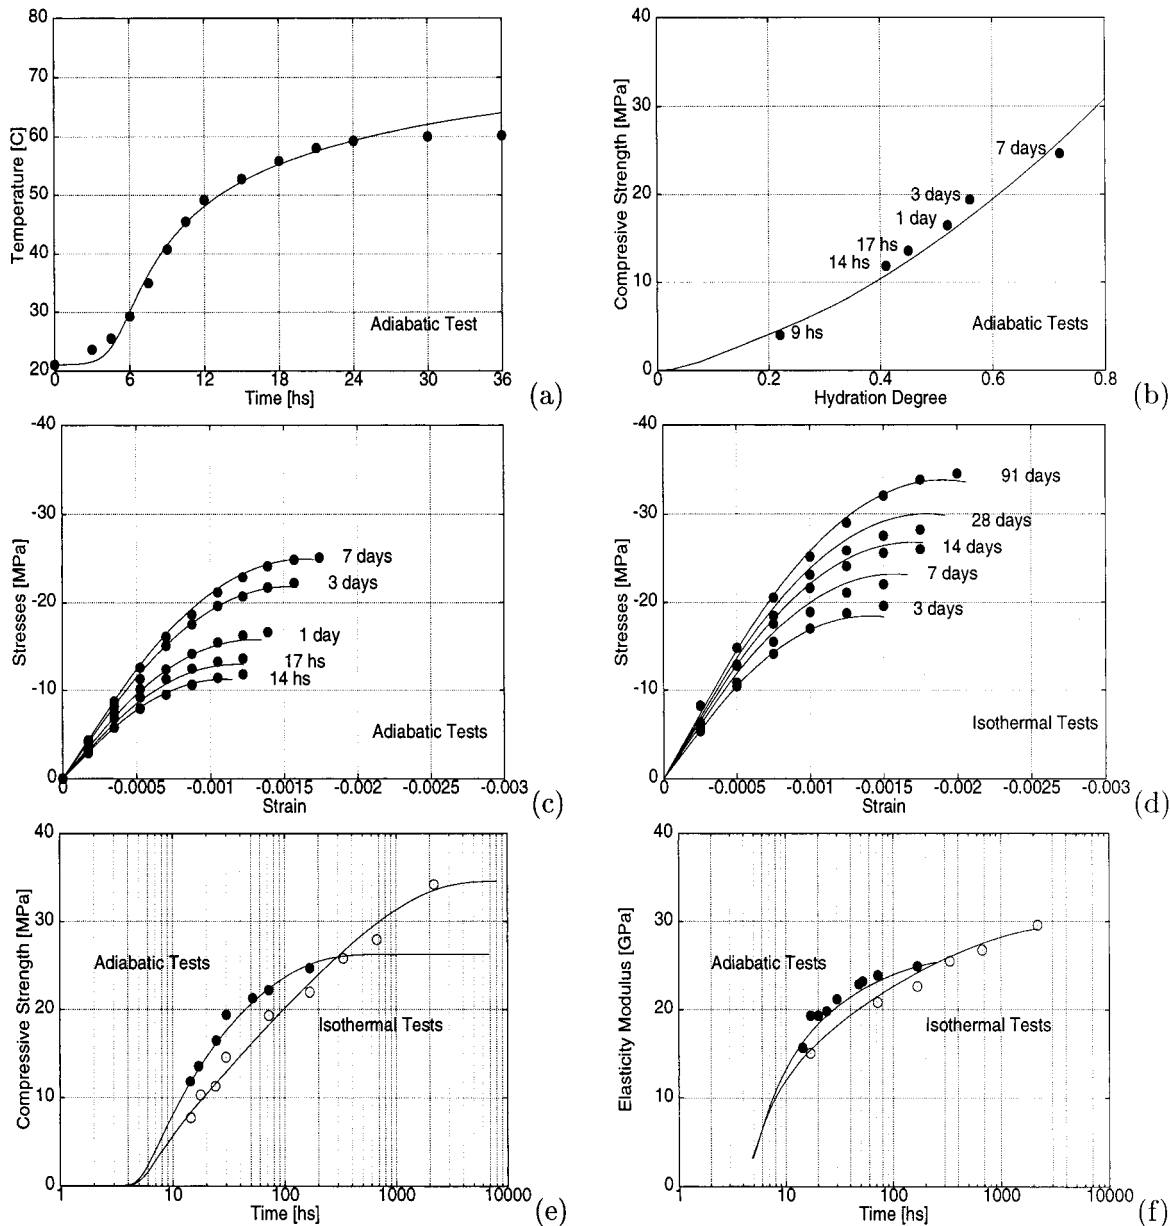 80
70
60
50
40
30
20
Temperature [C]
Adiabatic Test
0 6 12 18 24 30 36
Time [hs]
(a)
40
30
20
10
0
Compresive Strength [MPa]
7 days
3 days
1 day
17 hs
14 hs
9 hs
Adiabatic Tests
0 0.2 0.4 0.6 0.8
Hydration Degree
(b)
-40
-30
-20
-10
0
Stresses [MPa]
7 days
3 days
1 day
17 hs
14 hs
Adiabatic Tests
0 -0.0005 -0.001 -0.0015 -0.002 -0.0025 -0.003
Strain
(c)
-40
-30
-20
-10
0
Stresses [MPa]
91 days
28 days
14 days
7 days
3 days
Isothermal Tests
0 -0.0005 -0.001 -0.0015 -0.002 -0.0025 -0.003
Strain
(d)
40
30
20
10
0
Compressive Strength [MPa]
Adiabatic Tests
Isothermal Tests
1 10 100 1000 10000
Time [hs]
(e)
40
30
20
10
0
Elasticity Modulus [GPa]
Adiabatic Tests
Isothermal Tests
1 10 100 1000 10000
Time [hs]
(f)